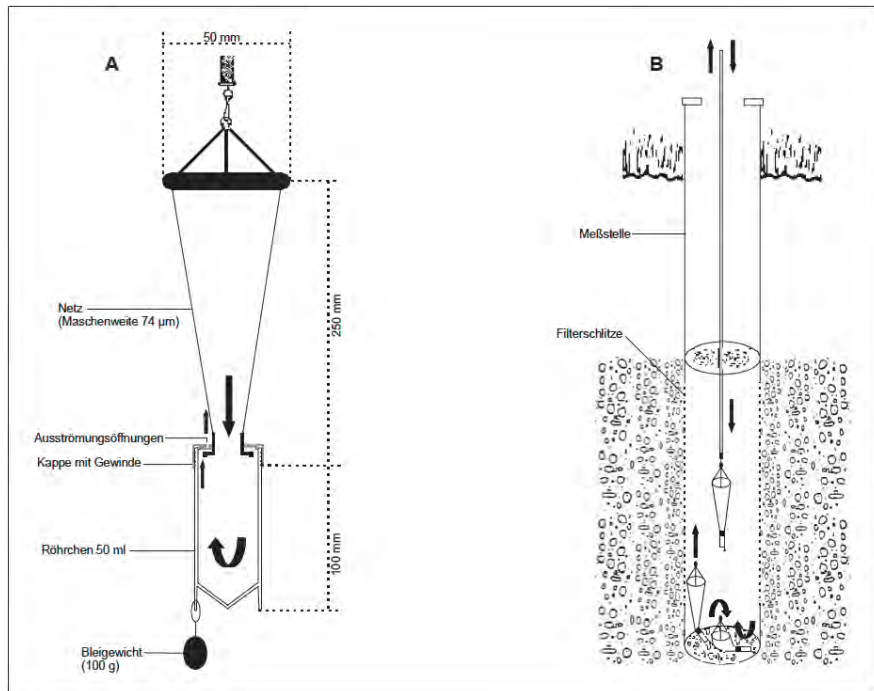 50 mm
A
B
Meßstelle
Netz
(Maschenweite 74 µm)
250 mm
Filterschlitze
Ausströmungsöffnungen
Kappe mit Gewinde
Röhrchen 50 ml
100 mm
Bleigewicht
(100 g)